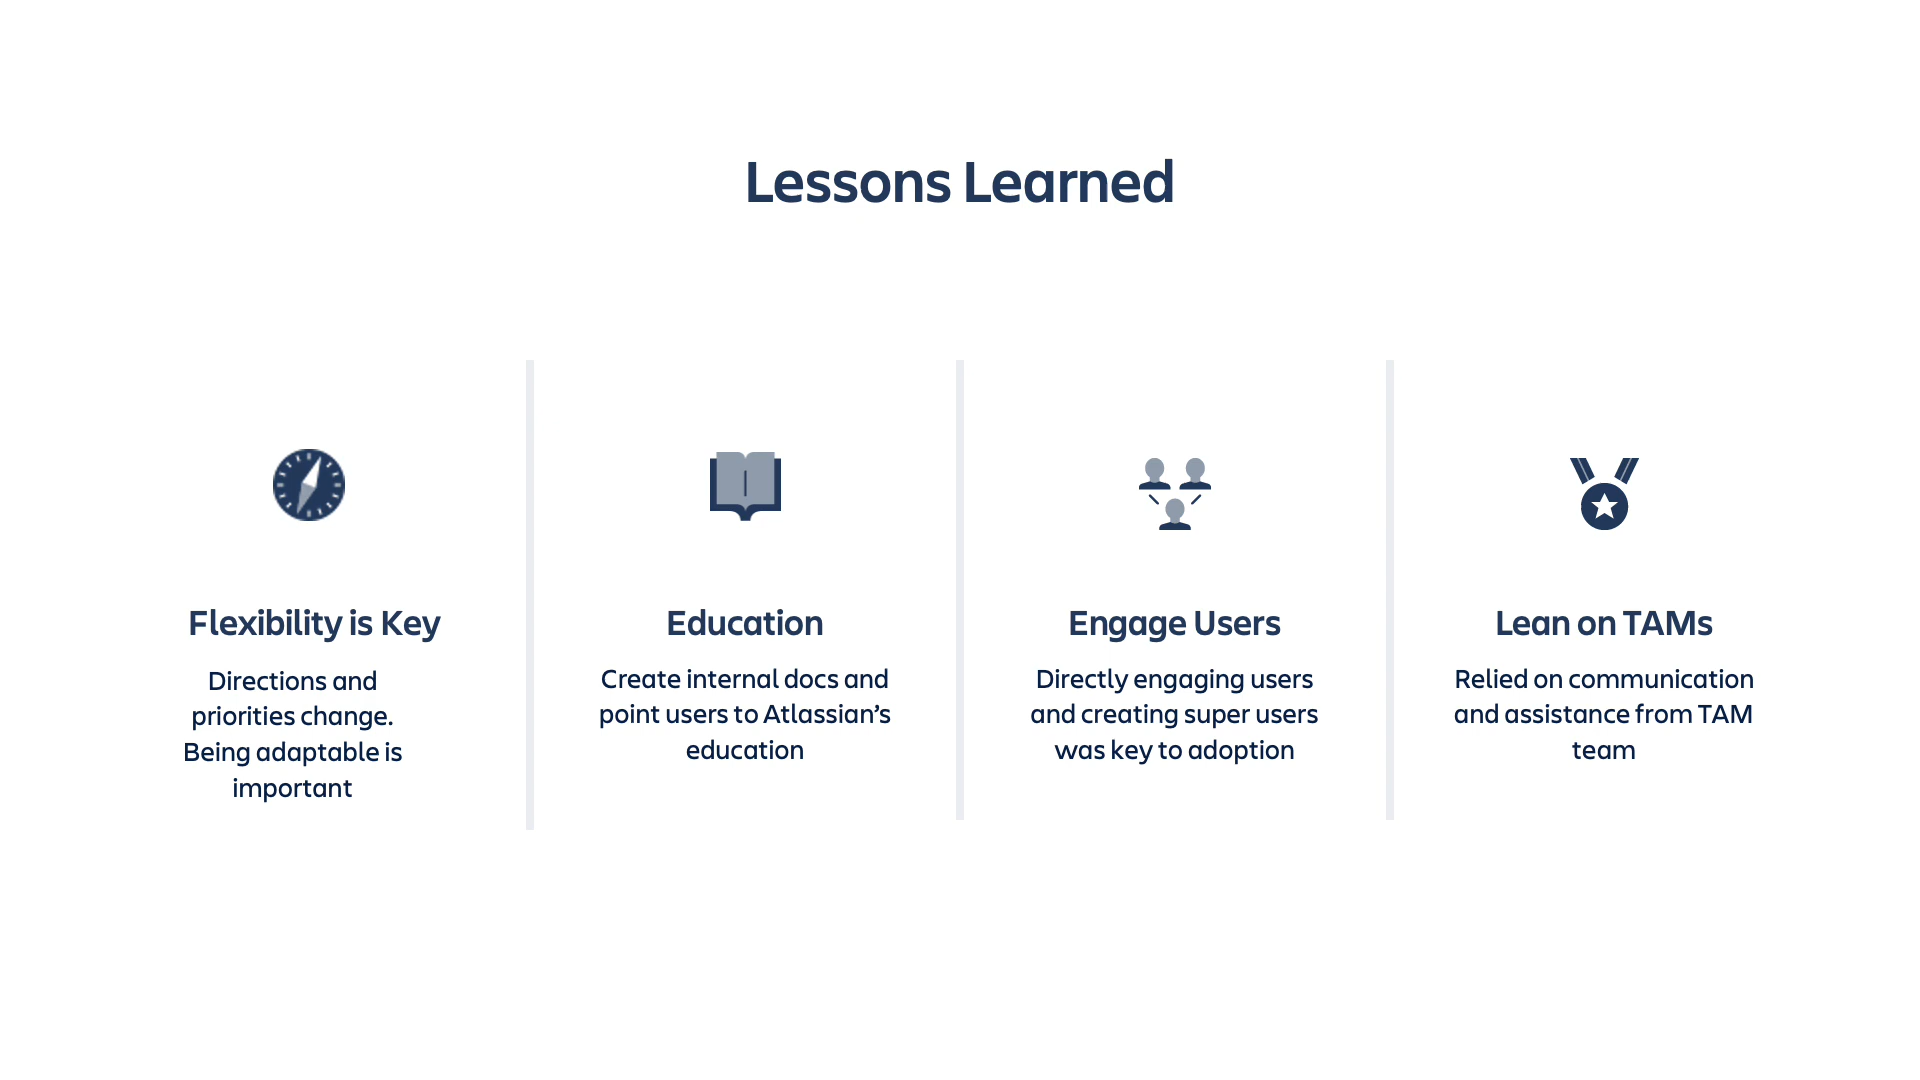 Lessons Learned
Flexibility is Key
Directions and
priorities change.
Being adaptable is
important
Education
Create internal docs and
point users to Atlassian’s
education
Engage Users
Directly engaging users
and creating super users
was key to adoption
Lean on TAMs
Relied on communication
and assistance from TAM
team